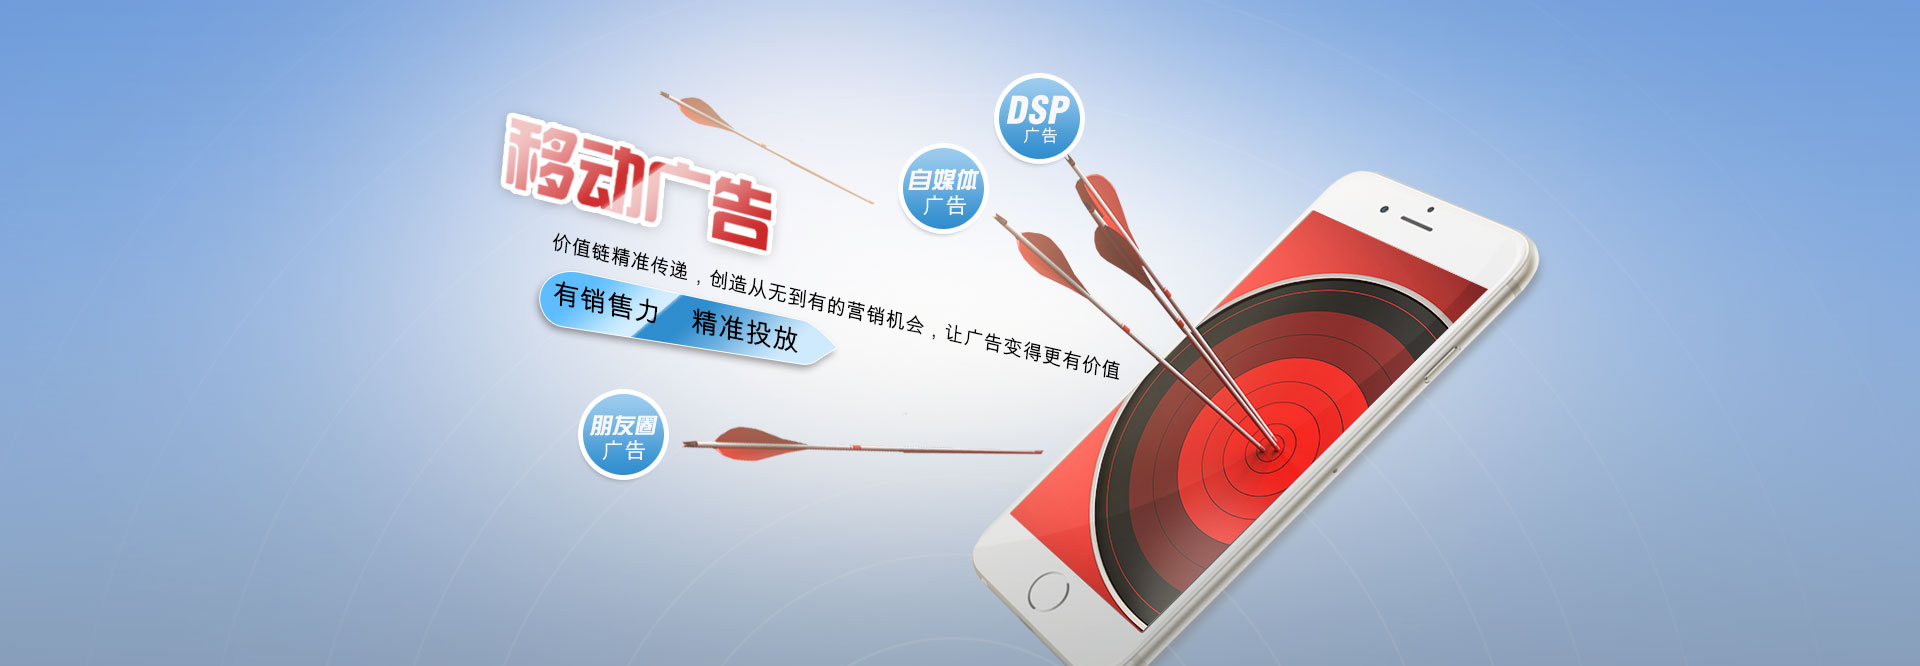 移动广告
价值链精准传递，创造从无到有的营销机会，让广告变得更有价值
有销售力 精准投放
DSP
广告
自媒体
广告
朋友圈
广告